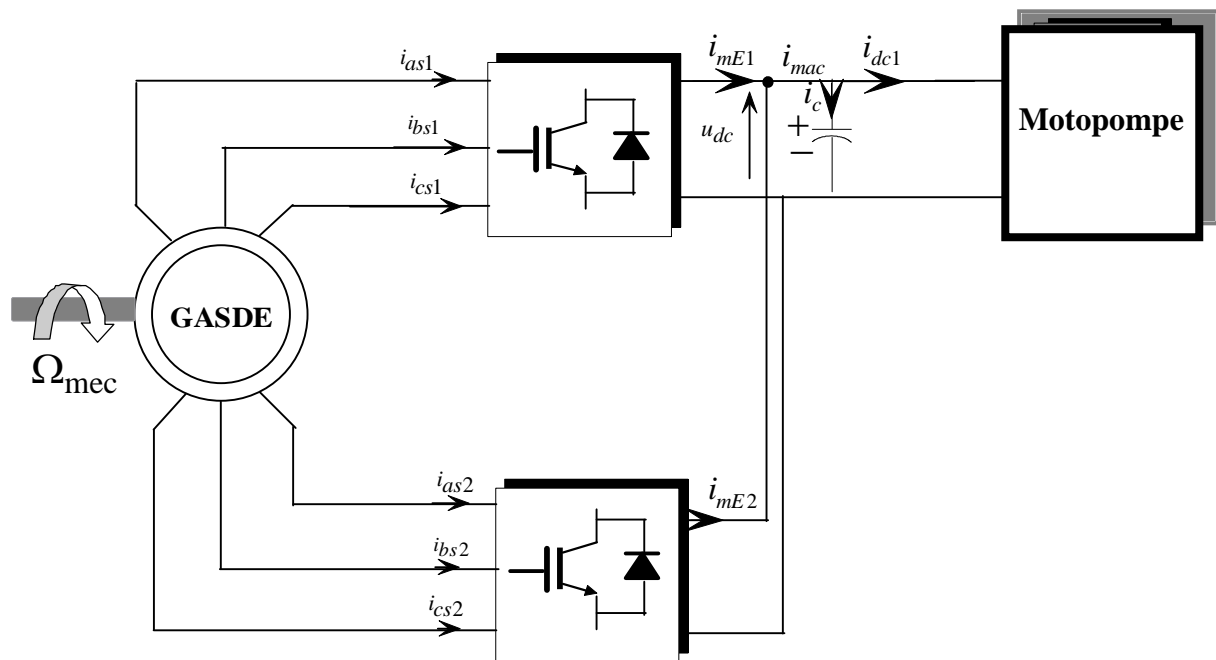 i_as1
i_bs1
i_cs1
i_mE1
i_mac
i_dc1
i_c
u_dc
+
−
Motopompe
GASDE
Ω_mec
i_as2
i_bs2
i_cs2
i_mE2